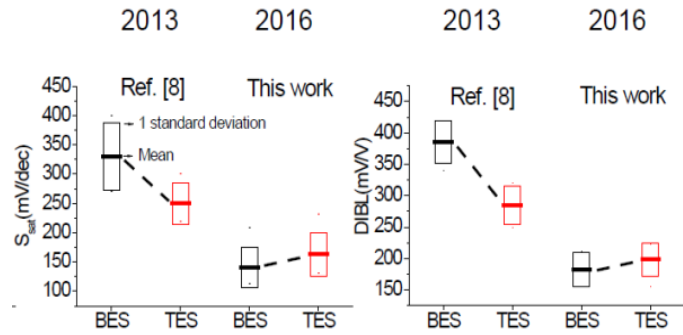 2013
2016
2013
2016
Ref. [8]
This work
S_sat(mV/dec)
450
400
350
300
250
200
150
100
1 standard deviation
Mean
BES
TES
BES
TES
Ref. [8]
This work
DIBL(mV/V)
450
400
350
300
250
200
150
BES
TES
BES
TES